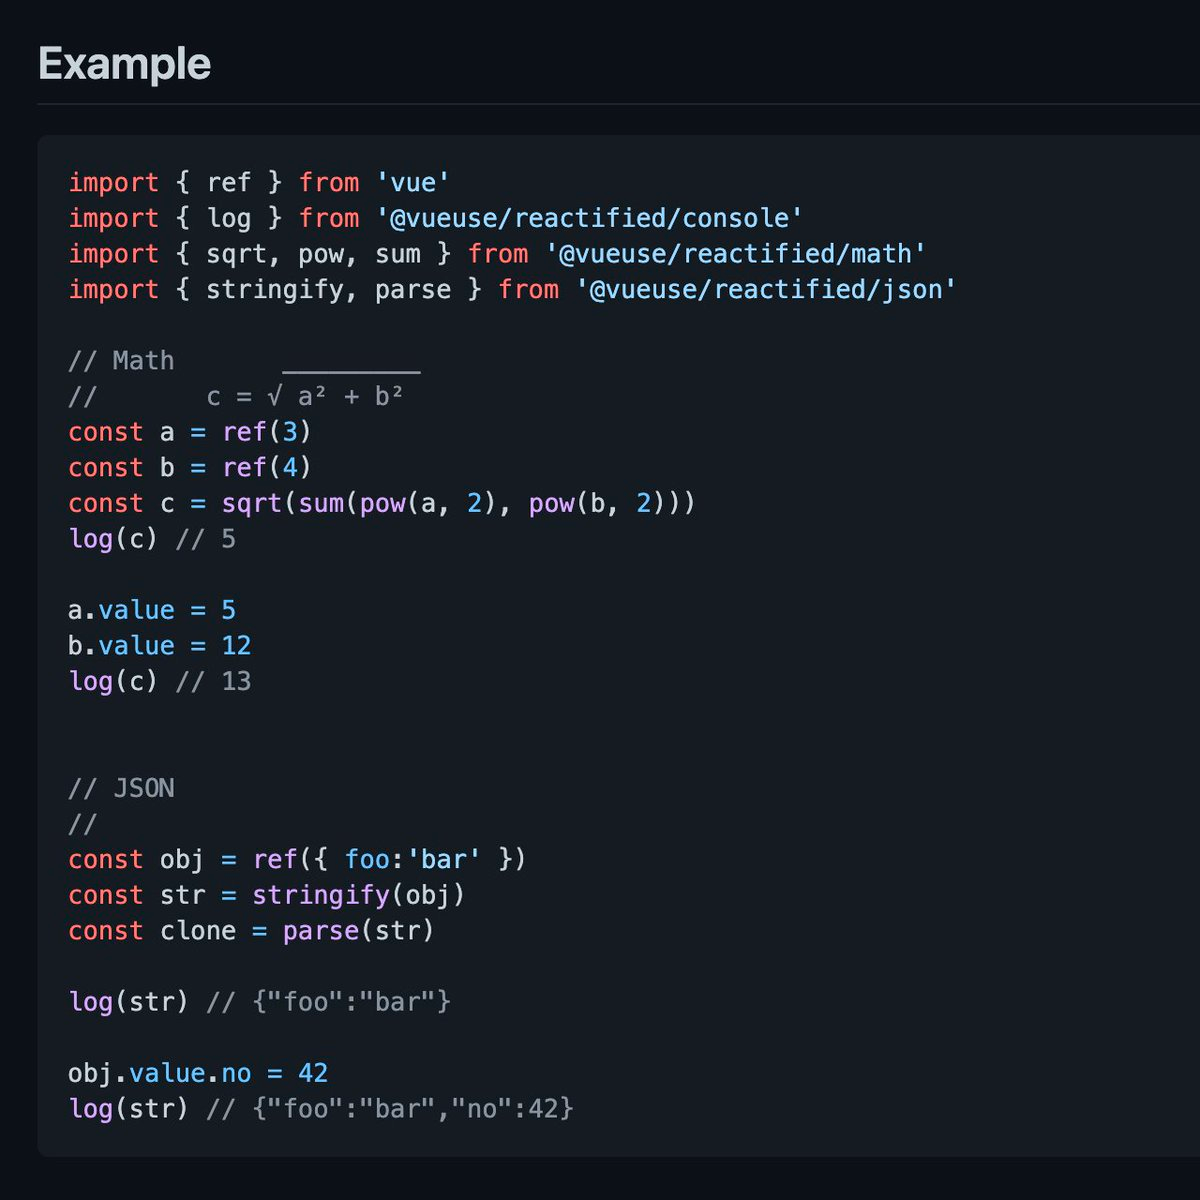 Example
import { ref } from 'vue'
import { log } from '@vueuse/reactified/console'
import { sqrt, pow, sum } from '@vueuse/reactified/math'
import { stringify, parse } from '@vueuse/reactified/json'
// Math       _________
//       c = √ a² + b²
const a = ref(3)
const b = ref(4)
const c = sqrt(sum(pow(a, 2), pow(b, 2)))
log(c) // 5
a.value = 5
b.value = 12
log(c) // 13
// JSON
//
const obj = ref({ foo:'bar' })
const str = stringify(obj)
const clone = parse(str)
log(str) // {"foo":"bar"}
obj.value.no = 42
log(str) // {"foo":"bar","no":42}